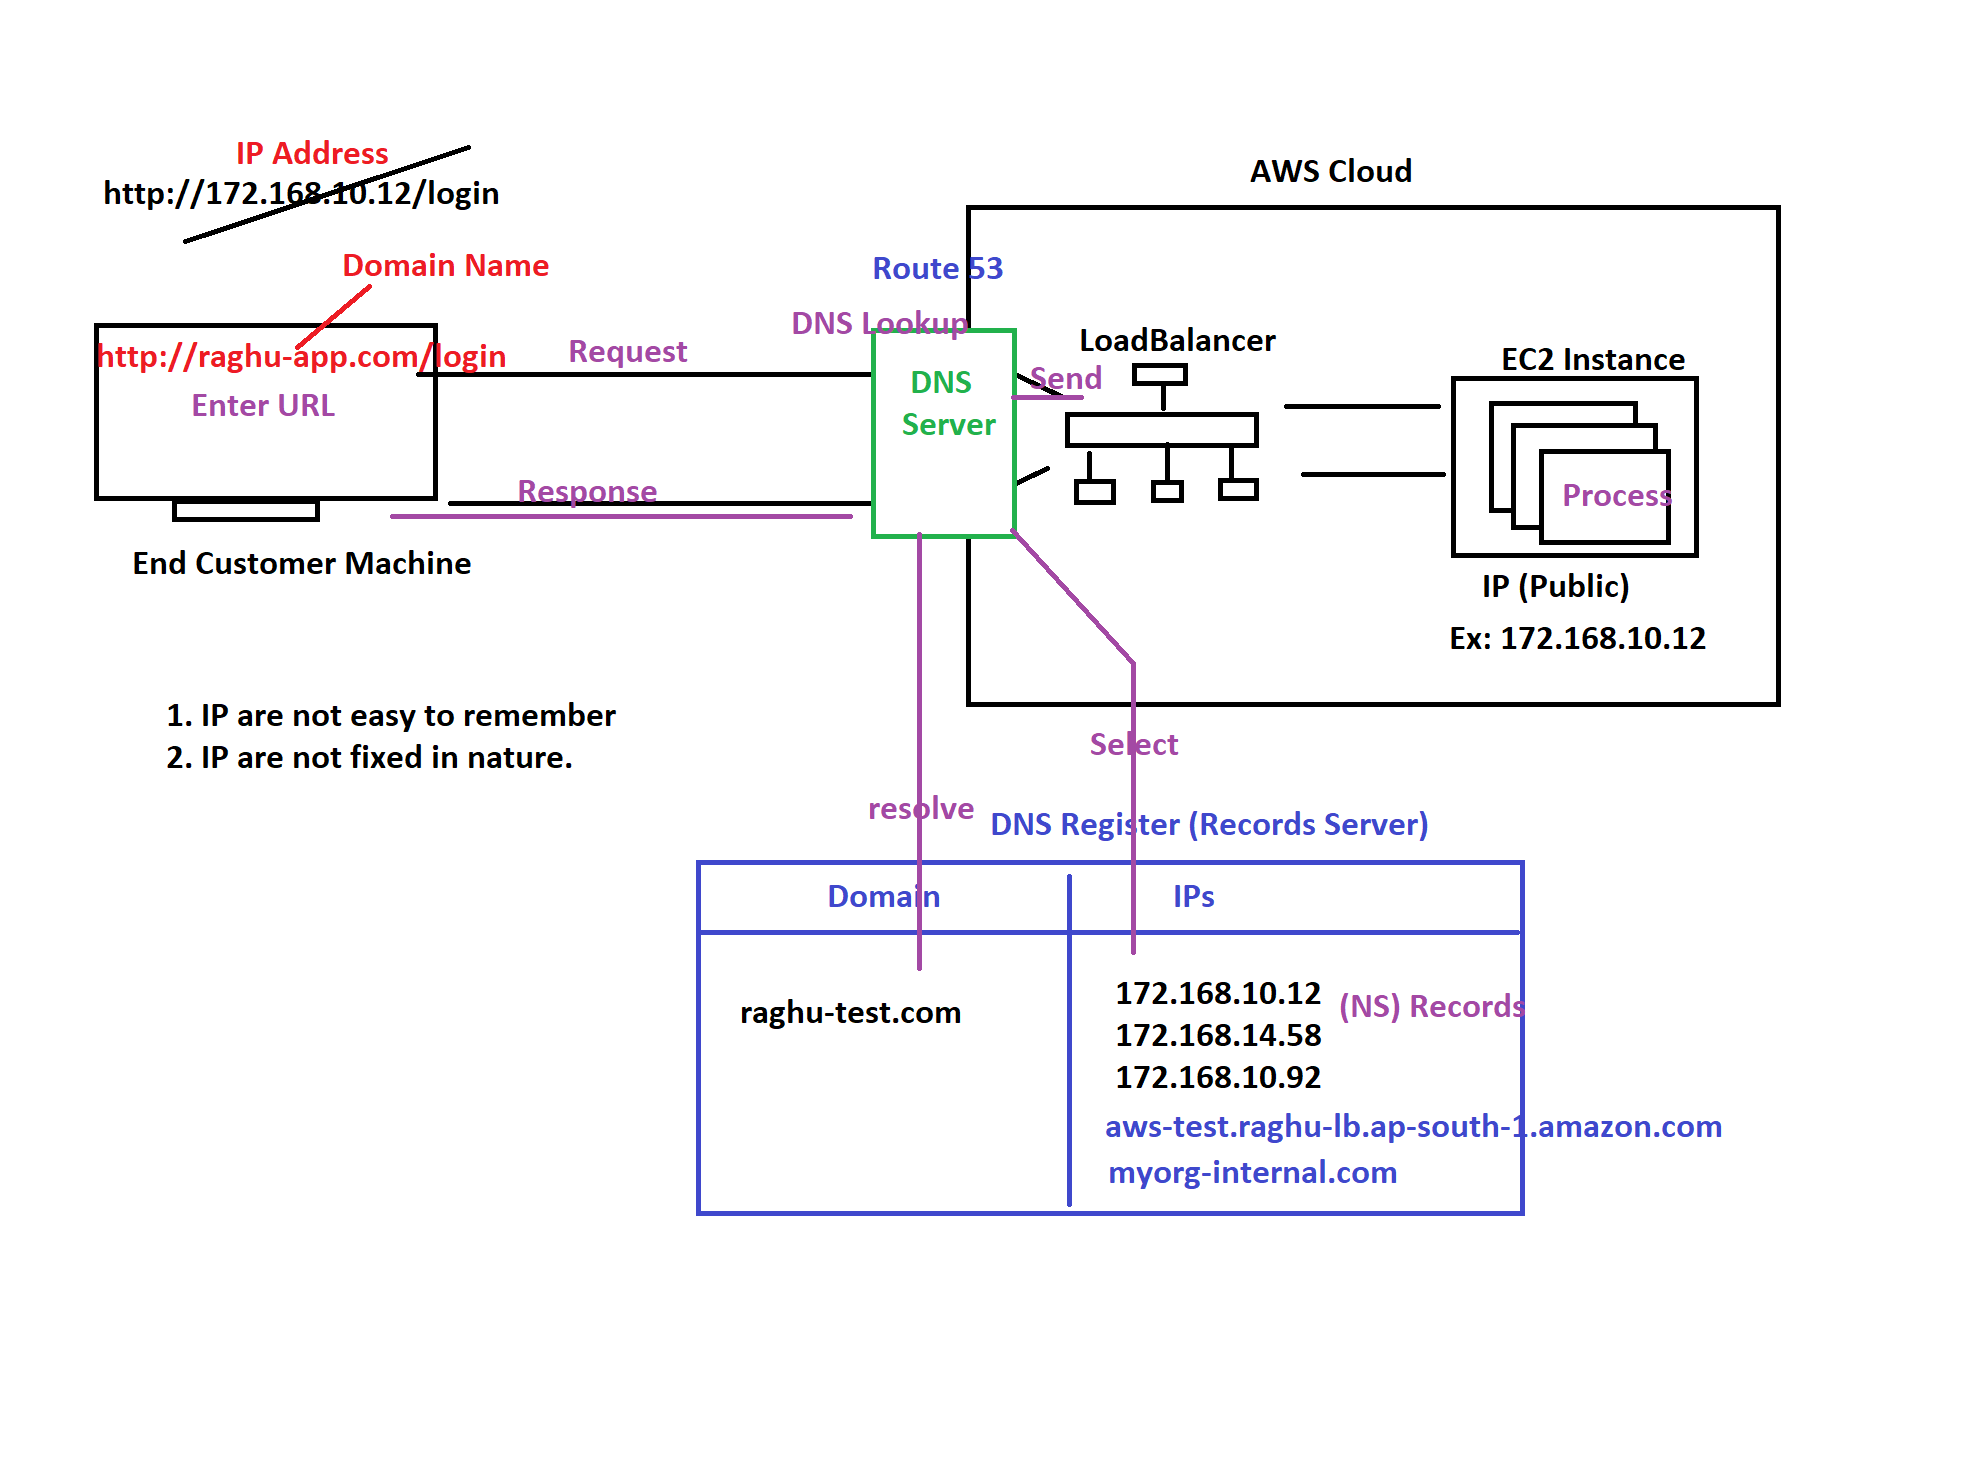 IP Address
http://172.168.10.12/login
Domain Name
http://raghu-app.com/login
Enter URL
End Customer Machine
Request
Response
Route 53
DNS Lookup
DNS
Server
AWS Cloud
Send
LoadBalancer
EC2 Instance
Process
IP (Public)
Ex: 172.168.10.12
1. IP are not easy to remember
2. IP are not fixed in nature.
Select
resolve
DNS Register (Records Server)
Domain
IPs
raghu-test.com
172.168.10.12
(NS) Records
172.168.14.58
172.168.10.92
aws-test.raghu-lb.ap-south-1.amazon.com
myorg-internal.com